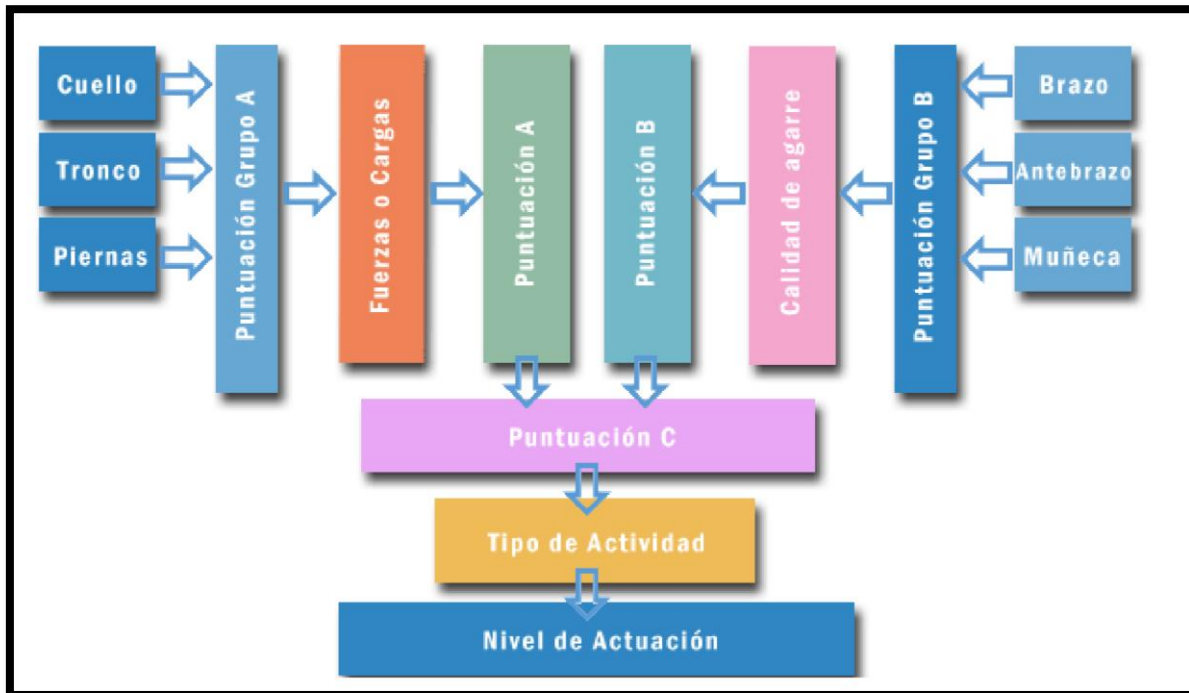 Cuello
Tronco
Piernas
Puntuación Grupo A
Fuerzas o Cargas
Puntuación A
Puntuación B
Calidad de agarre
Puntuación Grupo B
Brazo
Antebrazo
Muñeca
Puntuación C
Tipo de Actividad
Nivel de Actuación